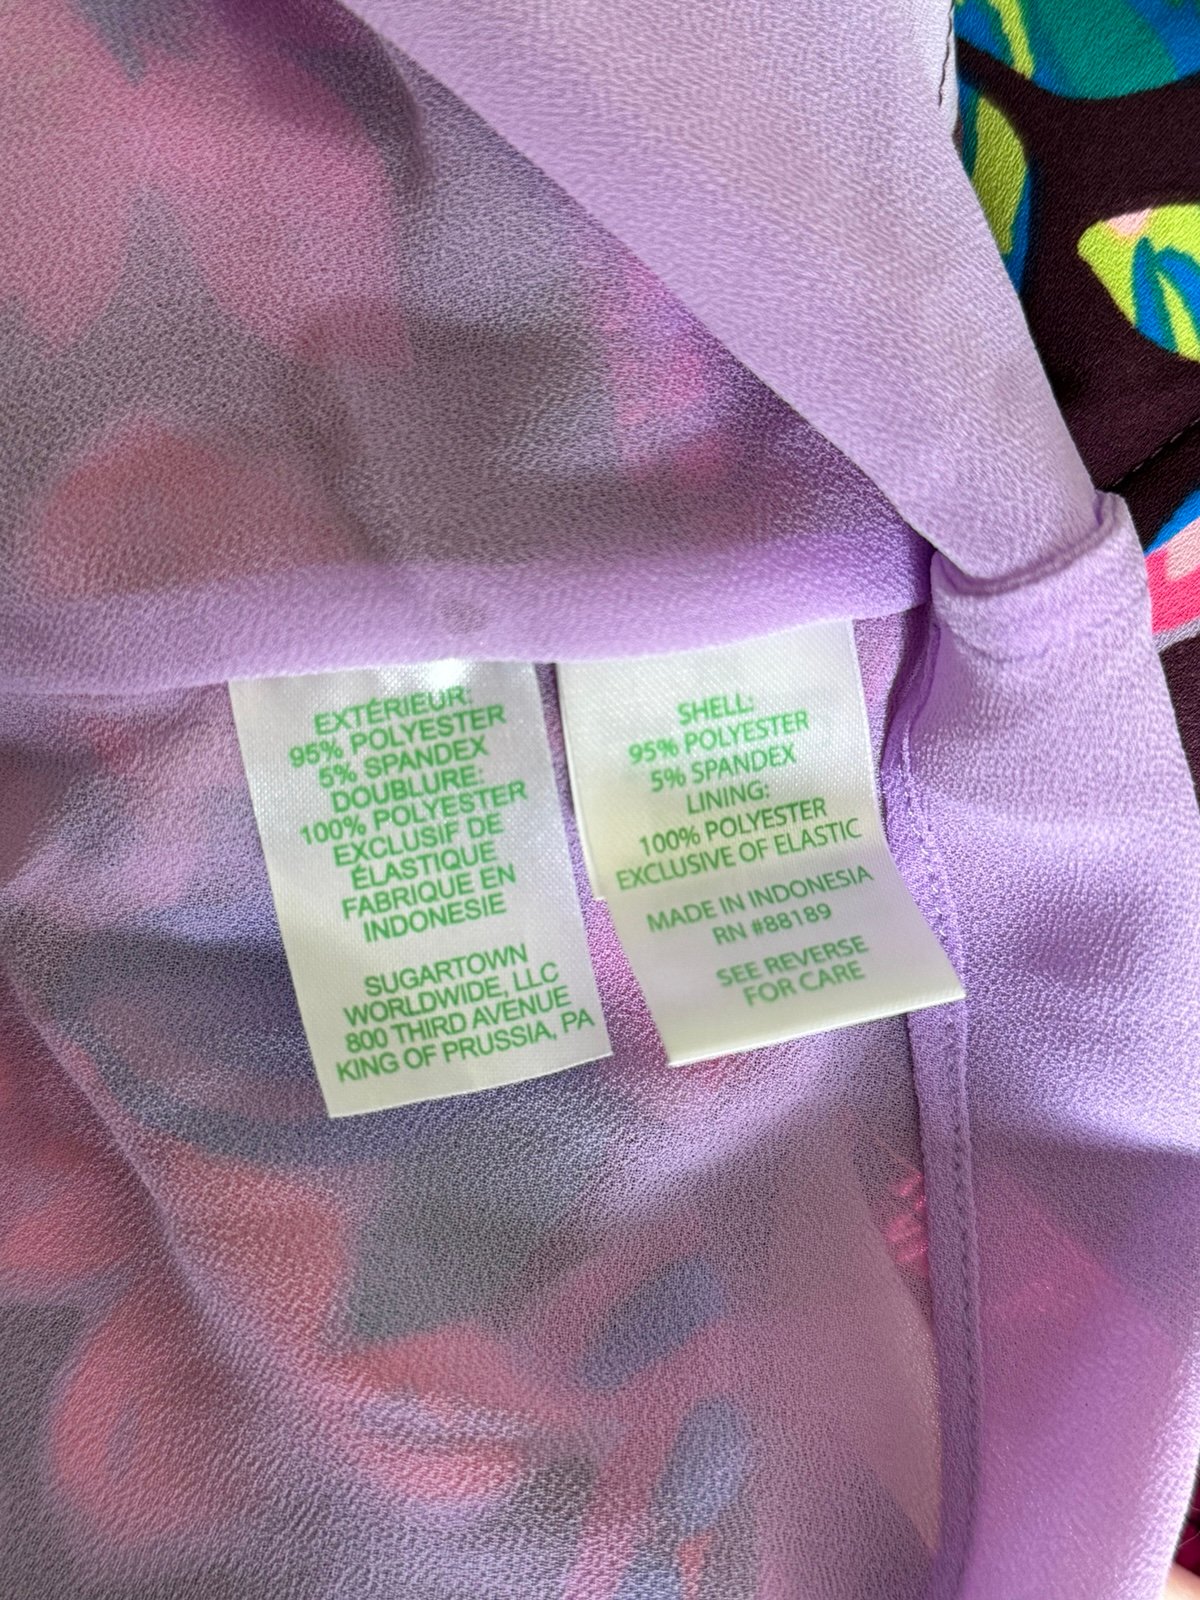 EXTÉRIEUR:
95% POLYESTER
5% SPANDEX
DOUBLURE:
100% POLYESTER
EXCLUSIF DE
ÉLASTIQUE
FABRIQUE EN
INDONESIE
SUGARTOWN
WORLDWIDE, LLC
800 THIRD AVENUE
KING OF PRUSSIA, PA
SHELL:
95% POLYESTER
5% SPANDEX
LINING:
100% POLYESTER
EXCLUSIVE OF ELASTIC
MADE IN INDONESIA
RN #88189
SEE REVERSE
FOR CARE